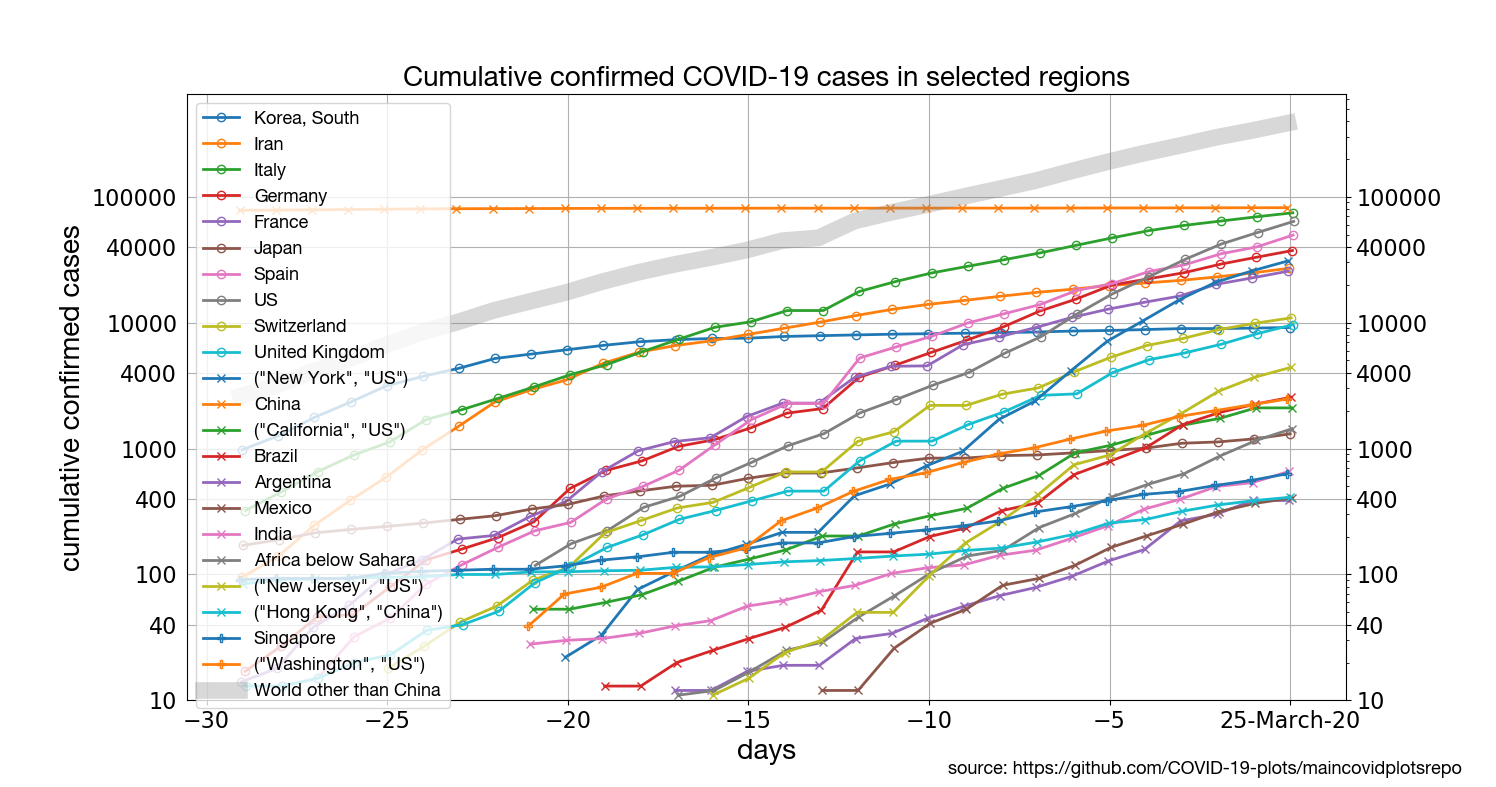 Cumulative confirmed COVID-19 cases in selected regions
cumulative confirmed cases
100000
40000
10000
4000
1000
400
100
40
10
Korea, South
Iran
Italy
Germany
France
Japan
Spain
US
Switzerland
United Kingdom
("New York", "US")
China
("California", "US")
Brazil
Argentina
Mexico
India
Africa below Sahara
("New Jersey", "US")
("Hong Kong", "China")
Singapore
("Washington", "US")
World other than China
100000
40000
10000
4000
1000
400
100
40
10
−30 −25 −20 −15 −10 −5 25-March-20
days
source: https://github.com/COVID-19-plots/maincovidplotsrepo